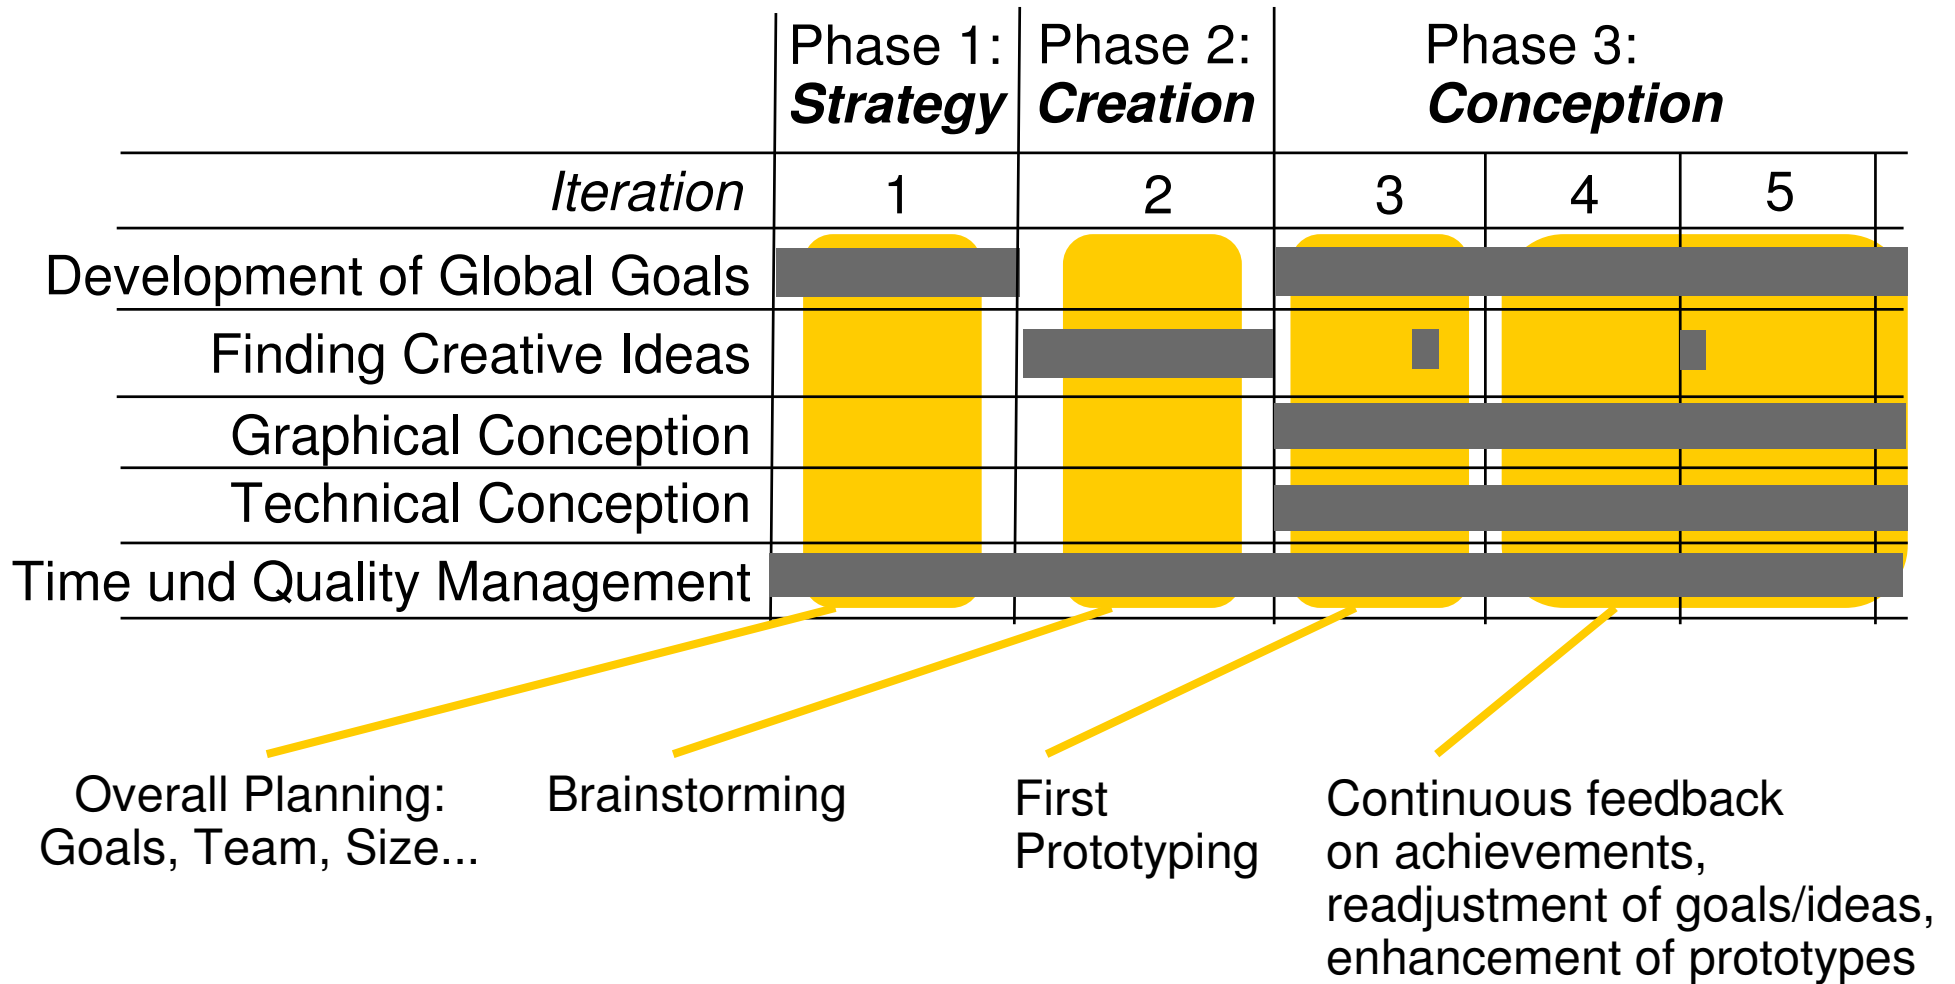 Phase 1:
Strategy
Phase 2:
Creation
Phase 3:
Conception
Iteration 1 2 3 4 5
Development of Global Goals
Finding Creative Ideas
Graphical Conception
Technical Conception
Time und Quality Management
Overall Planning:
Goals, Team, Size...
Brainstorming
First
Prototyping
Continuous feedback
on achievements,
readjustment of goals/ideas,
enhancement of prototypes